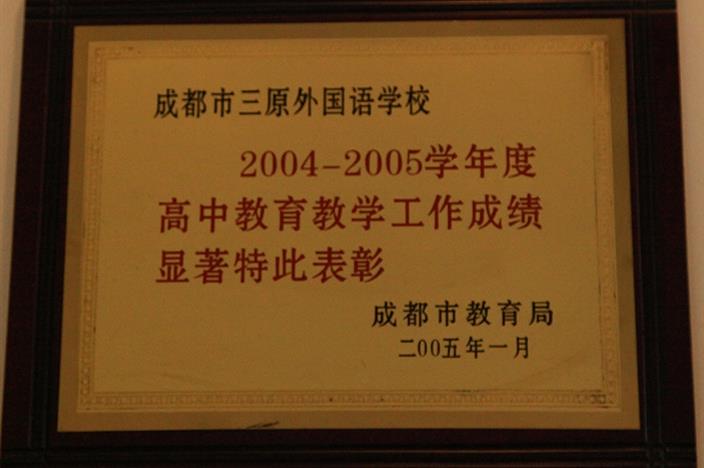 成都市三原外国语学校
2004-2005学年度
高中教育教学工作成绩
显著特此表彰
成都市教育局
二00五年一月